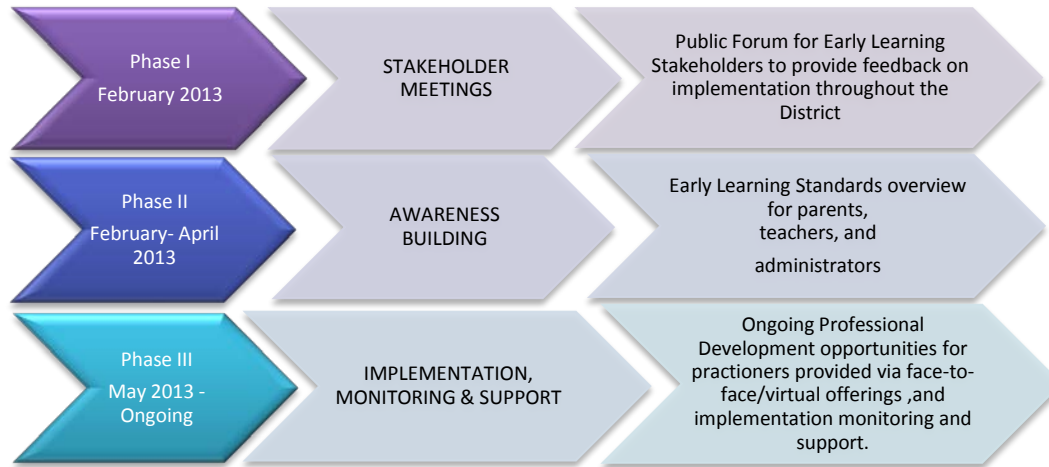 Phase I
February 2013
STAKEHOLDER
MEETINGS
Public Forum for Early Learning
Stakeholders to provide feedback on
implementation throughout the
District
Phase II
February- April
2013
AWARENESS
BUILDING
Early Learning Standards overview
for parents,
teachers, and
administrators
Phase III
May 2013 -
Ongoing
IMPLEMENTATION,
MONITORING & SUPPORT
Ongoing Professional
Development opportunities for
practioners provided via face-to-
face/virtual offerings ,and
implementation monitoring and
support.